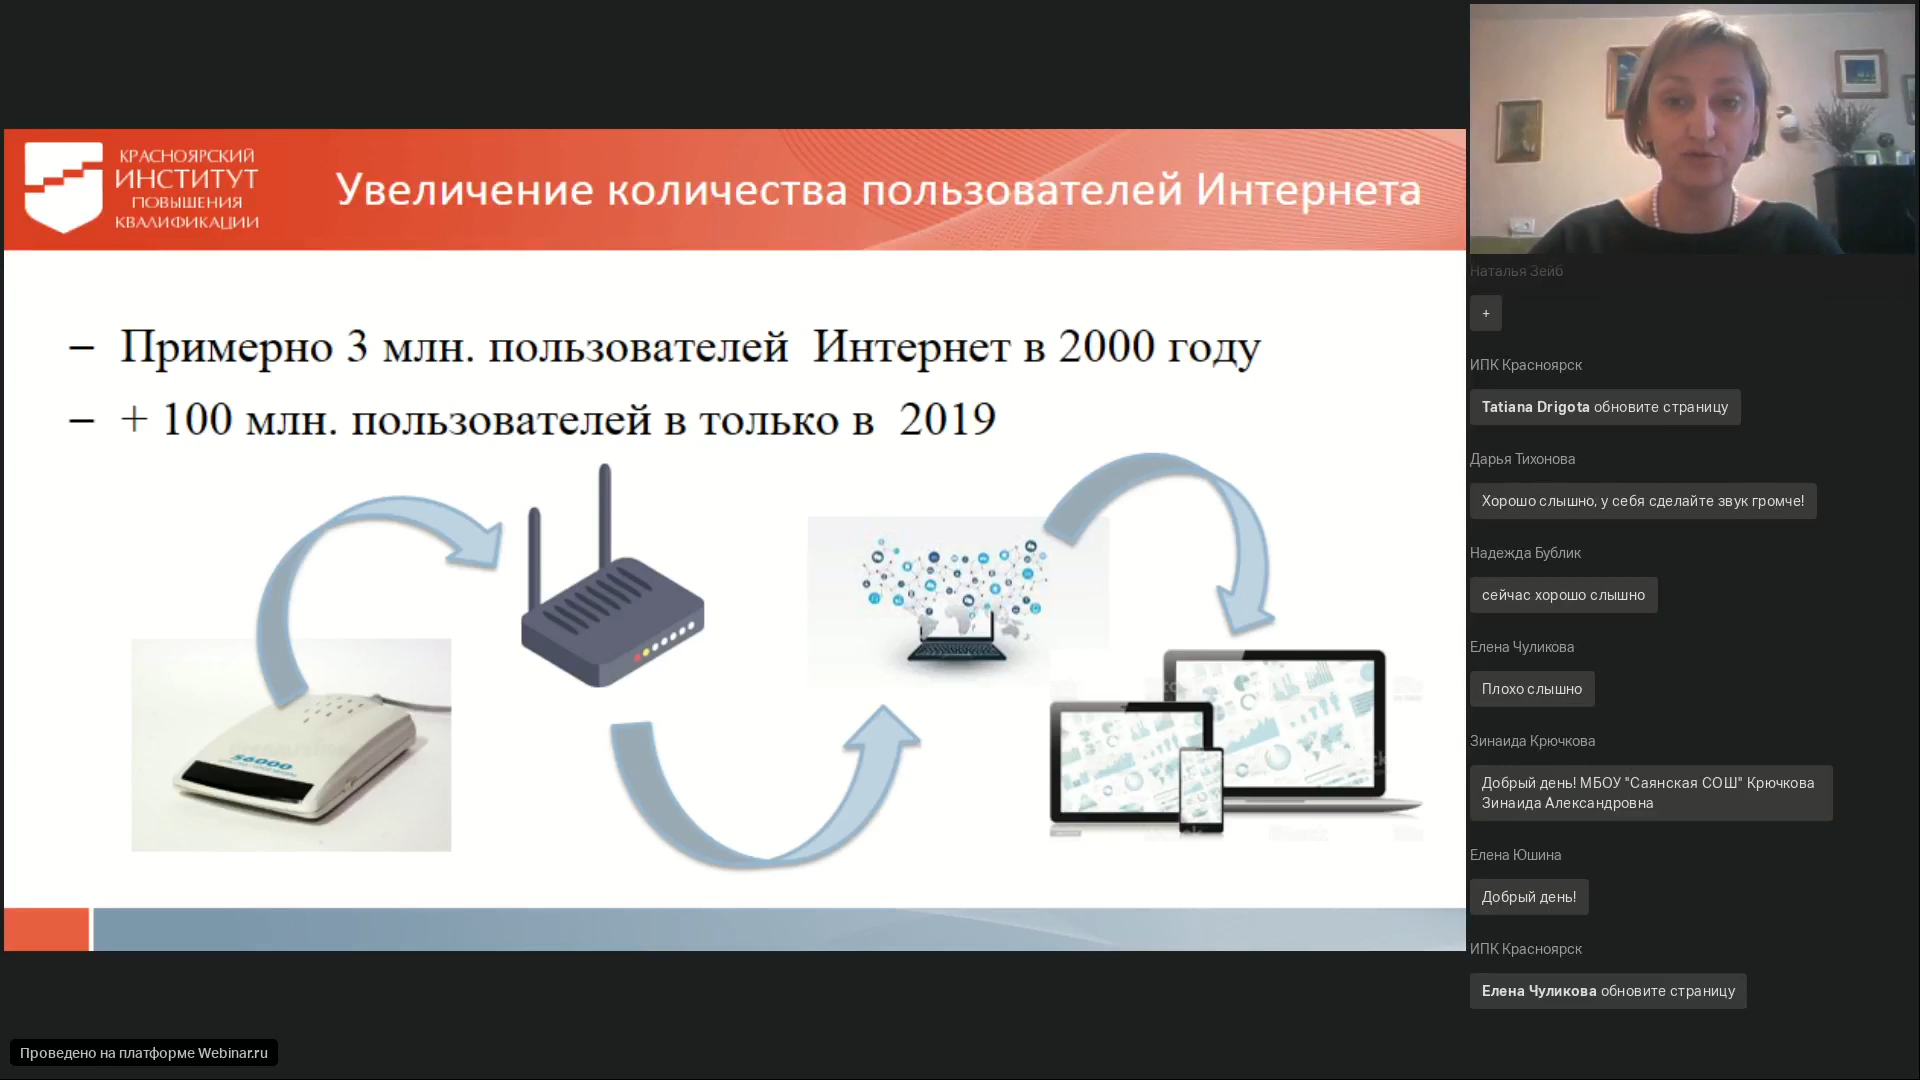 КРАСНОЯРСКИЙ
ИНСТИТУТ
ПОВЫШЕНИЯ
КВАЛИФИКАЦИИ
Увеличение количества пользователей Интернета
– Примерно 3 млн. пользователей Интернет в 2000 году
– + 100 млн. пользователей в только в 2019
56000
Наталья Зейб
+
ИПК Красноярск
Tatiana Drigota обновите страницу
Дарья Тихонова
Хорошо слышно, у себя сделайте звук громче!
Надежда Бублик
сейчас хорошо слышно
Елена Чуликова
Плохо слышно
Зинаида Крючкова
Добрый день! МБОУ "Саянская СОШ" Крючкова
Зинаида Александровна
Елена Юшина
Добрый день!
ИПК Красноярск
Елена Чуликова обновите страницу
Проведено на платформе Webinar.ru